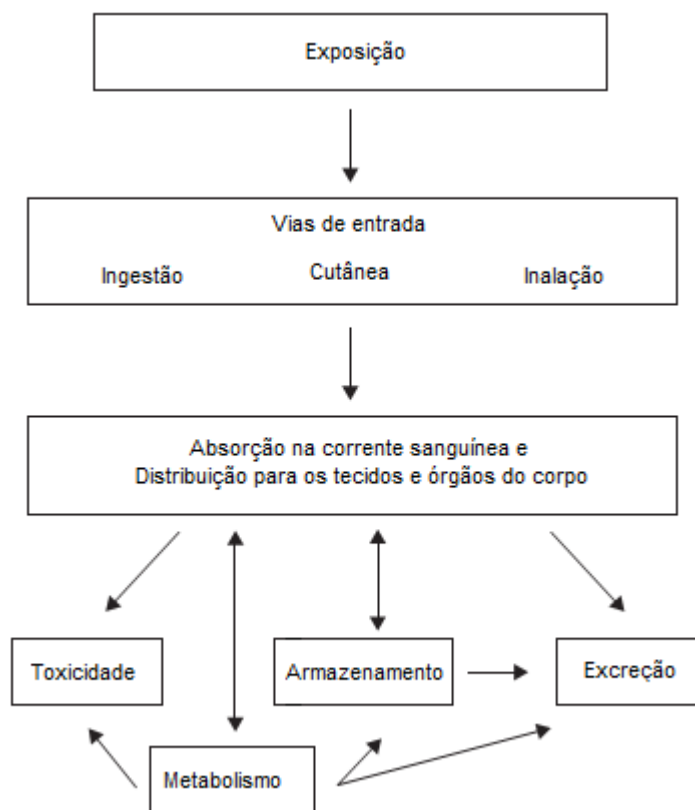 Exposição
Vias de entrada
Ingestão
Cutânea
Inalação
Absorção na corrente sanguínea e
Distribuição para os tecidos e órgãos do corpo
Toxicidade
Armazenamento
Excreção
Metabolismo